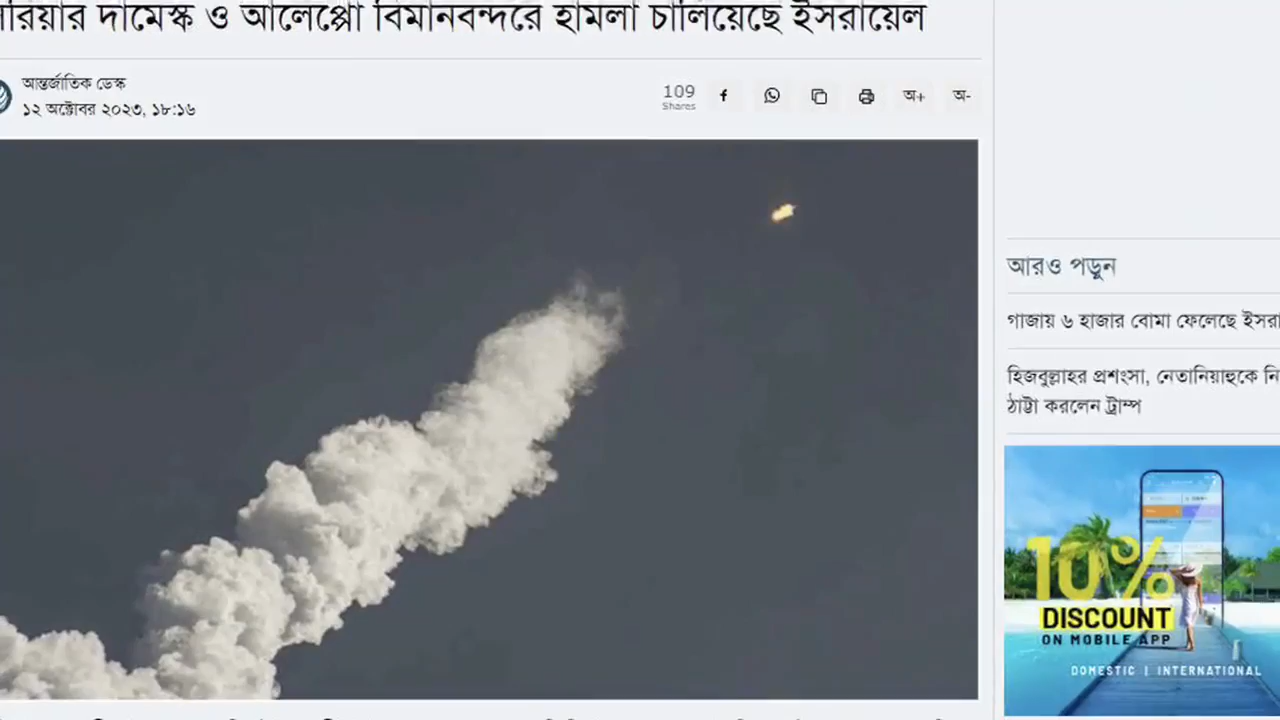 রিয়ার দামেস্ক ও আলেপ্পো বিমানবন্দরে হামলা চালিয়েছে ইসরায়েল
আন্তর্জাতিক ডেস্ক
১২ অক্টোবর ২০২৩, ১৮:১৬
109
Shares
অ+
অ-
আরও পড়ুন
গাজায় ৬ হাজার বোমা ফেলেছে ইসরা
হিজবুল্লাহর প্রশংসা, নেতানিয়াহুকে নি
ঠাট্টা করলেন ট্রাম্প
10%
DISCOUNT
ON MOBILE APP
DOMESTIC | INTERNATIONAL